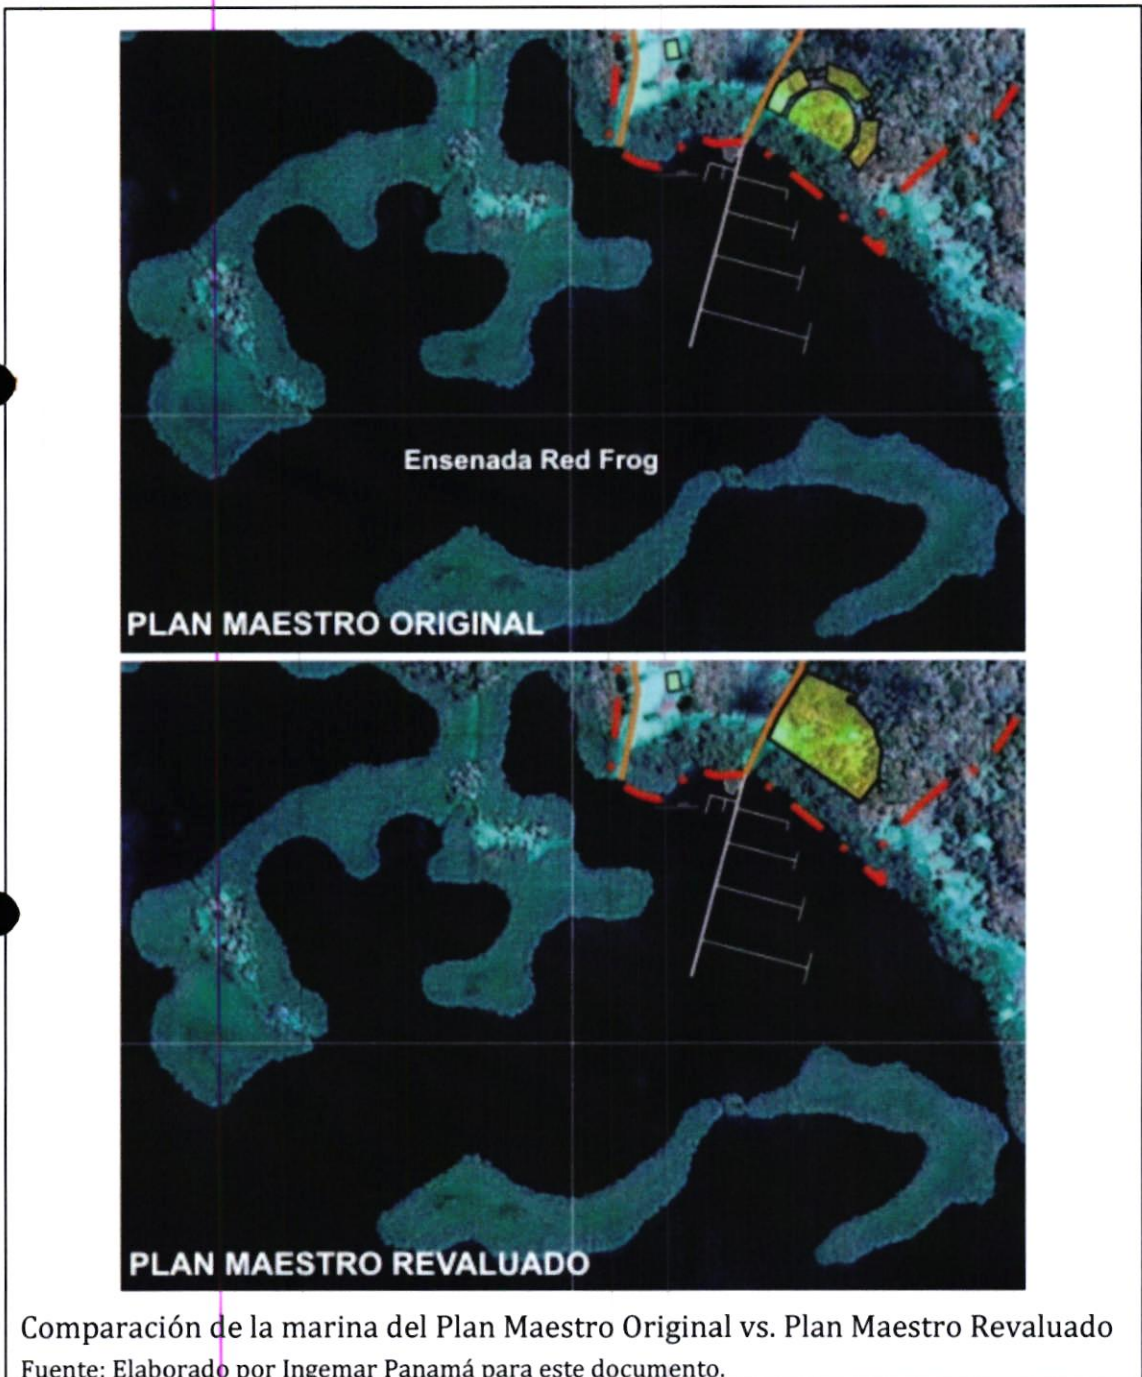 Ensenada Red Frog
PLAN MAESTRO ORIGINAL
PLAN MAESTRO REVALUADO
Comparación de la marina del Plan Maestro Original vs. Plan Maestro Revaluado
Fuente: Elaborado por Ingemar Panamá para este documento.